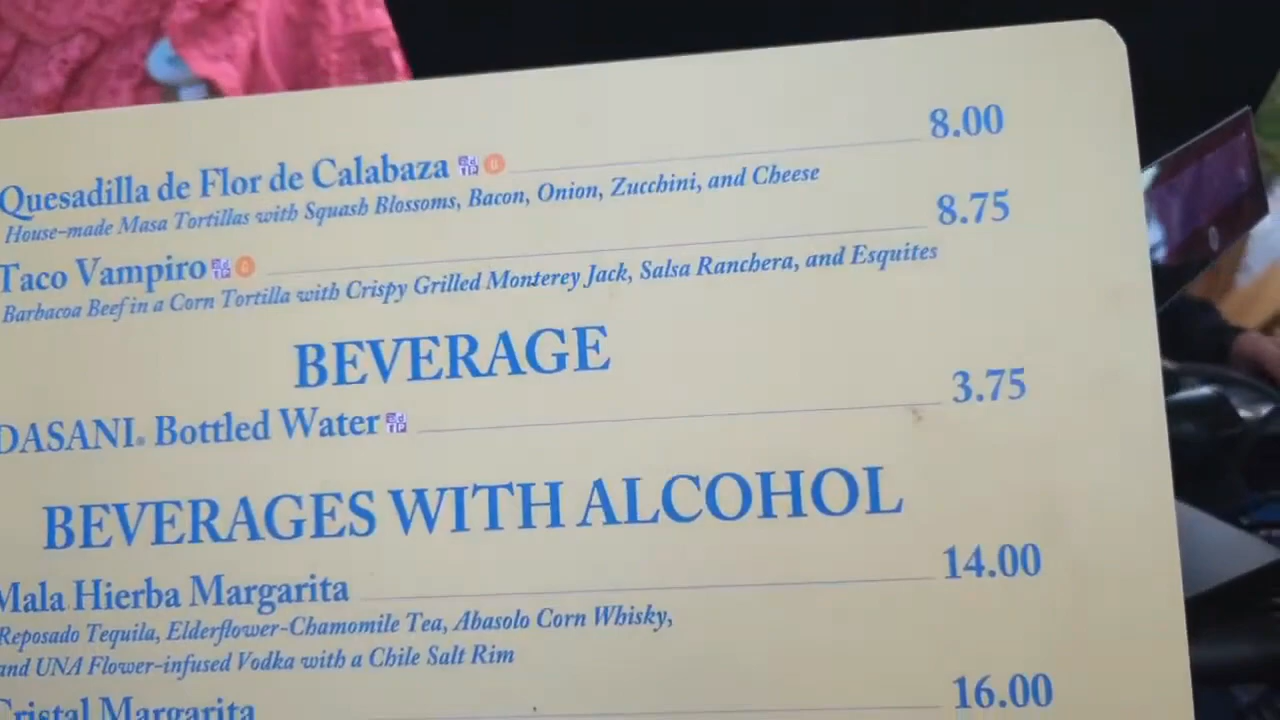 Quesadilla de Flor de Calabaza 8.00
House-made Masa Tortillas with Squash Blossoms, Bacon, Onion, Zucchini, and Cheese
Taco Vampiro 8.75
Barbacoa Beef in a Corn Tortilla with Crispy Grilled Monterey Jack, Salsa Ranchera, and Esquites
BEVERAGE
DASANI® Bottled Water 3.75
BEVERAGES WITH ALCOHOL
Mala Hierba Margarita 14.00
Reposado Tequila, Elderflower-Chamomile Tea, Abasolo Corn Whisky,
and UNA Flower-infused Vodka with a Chile Salt Rim
Cristal Margarita 16.00